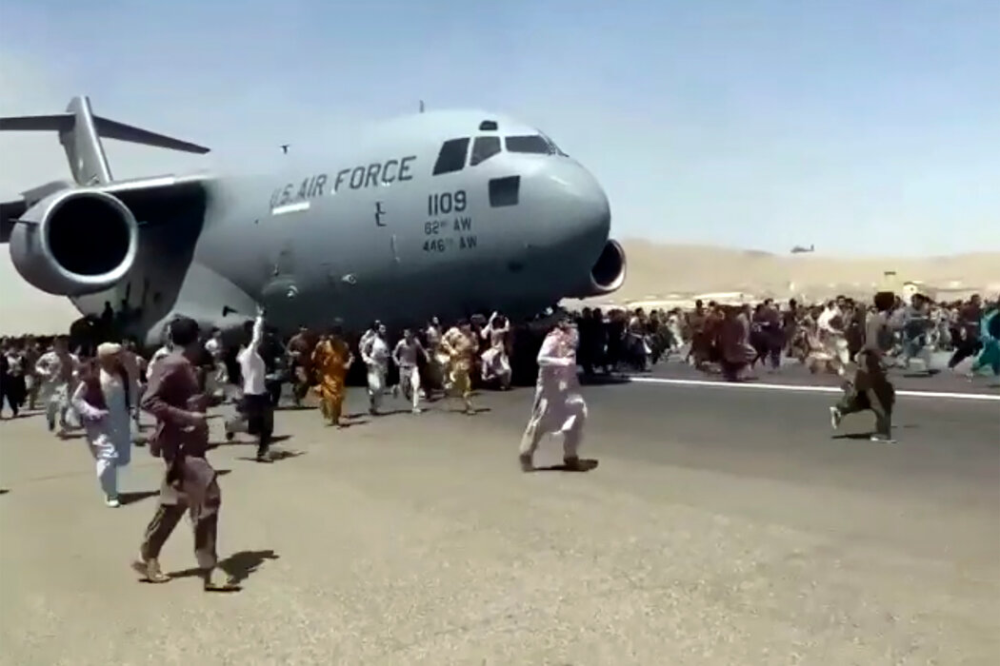 U.S. AIR FORCE
1109
62ND AW
446TH AW